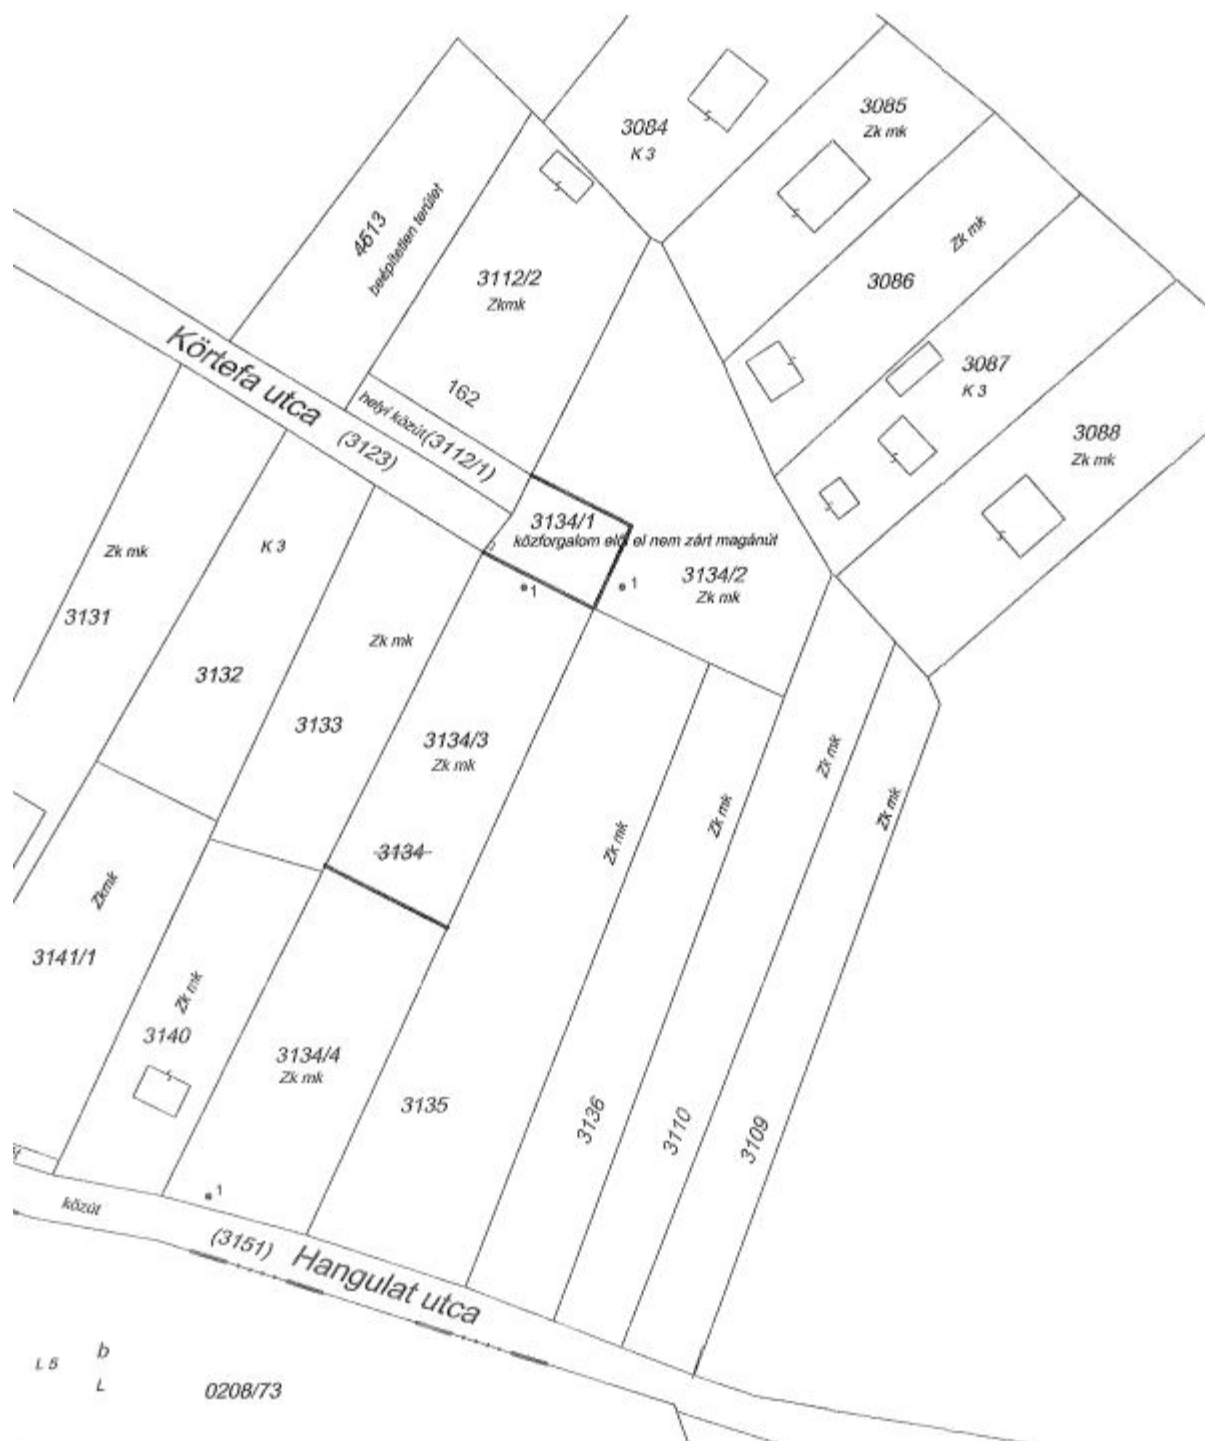 3084
K 3
3085
Zk mk
4613
beépítetlen terület
3112/2
Zkmk
Zk mk
3086
Körtefa utca
(3123)
162
helyi közút (3112/1)
3087
K 3
3088
Zk mk
3134/1
közforgalom elől el nem zárt magánút
3134/2
Zk mk
1
1
Zk mk
3131
K 3
3132
Zk mk
3133
3134/3
Zk mk
3134
Zk mk
Zk mk
Zk mk
Zk mk
Zkmk
3141/1
Zk mk
3140
3134/4
Zk mk
3135
3136
3110
3109
1
közút
(3151)
Hangulat utca
L 5
b
L
0208/73